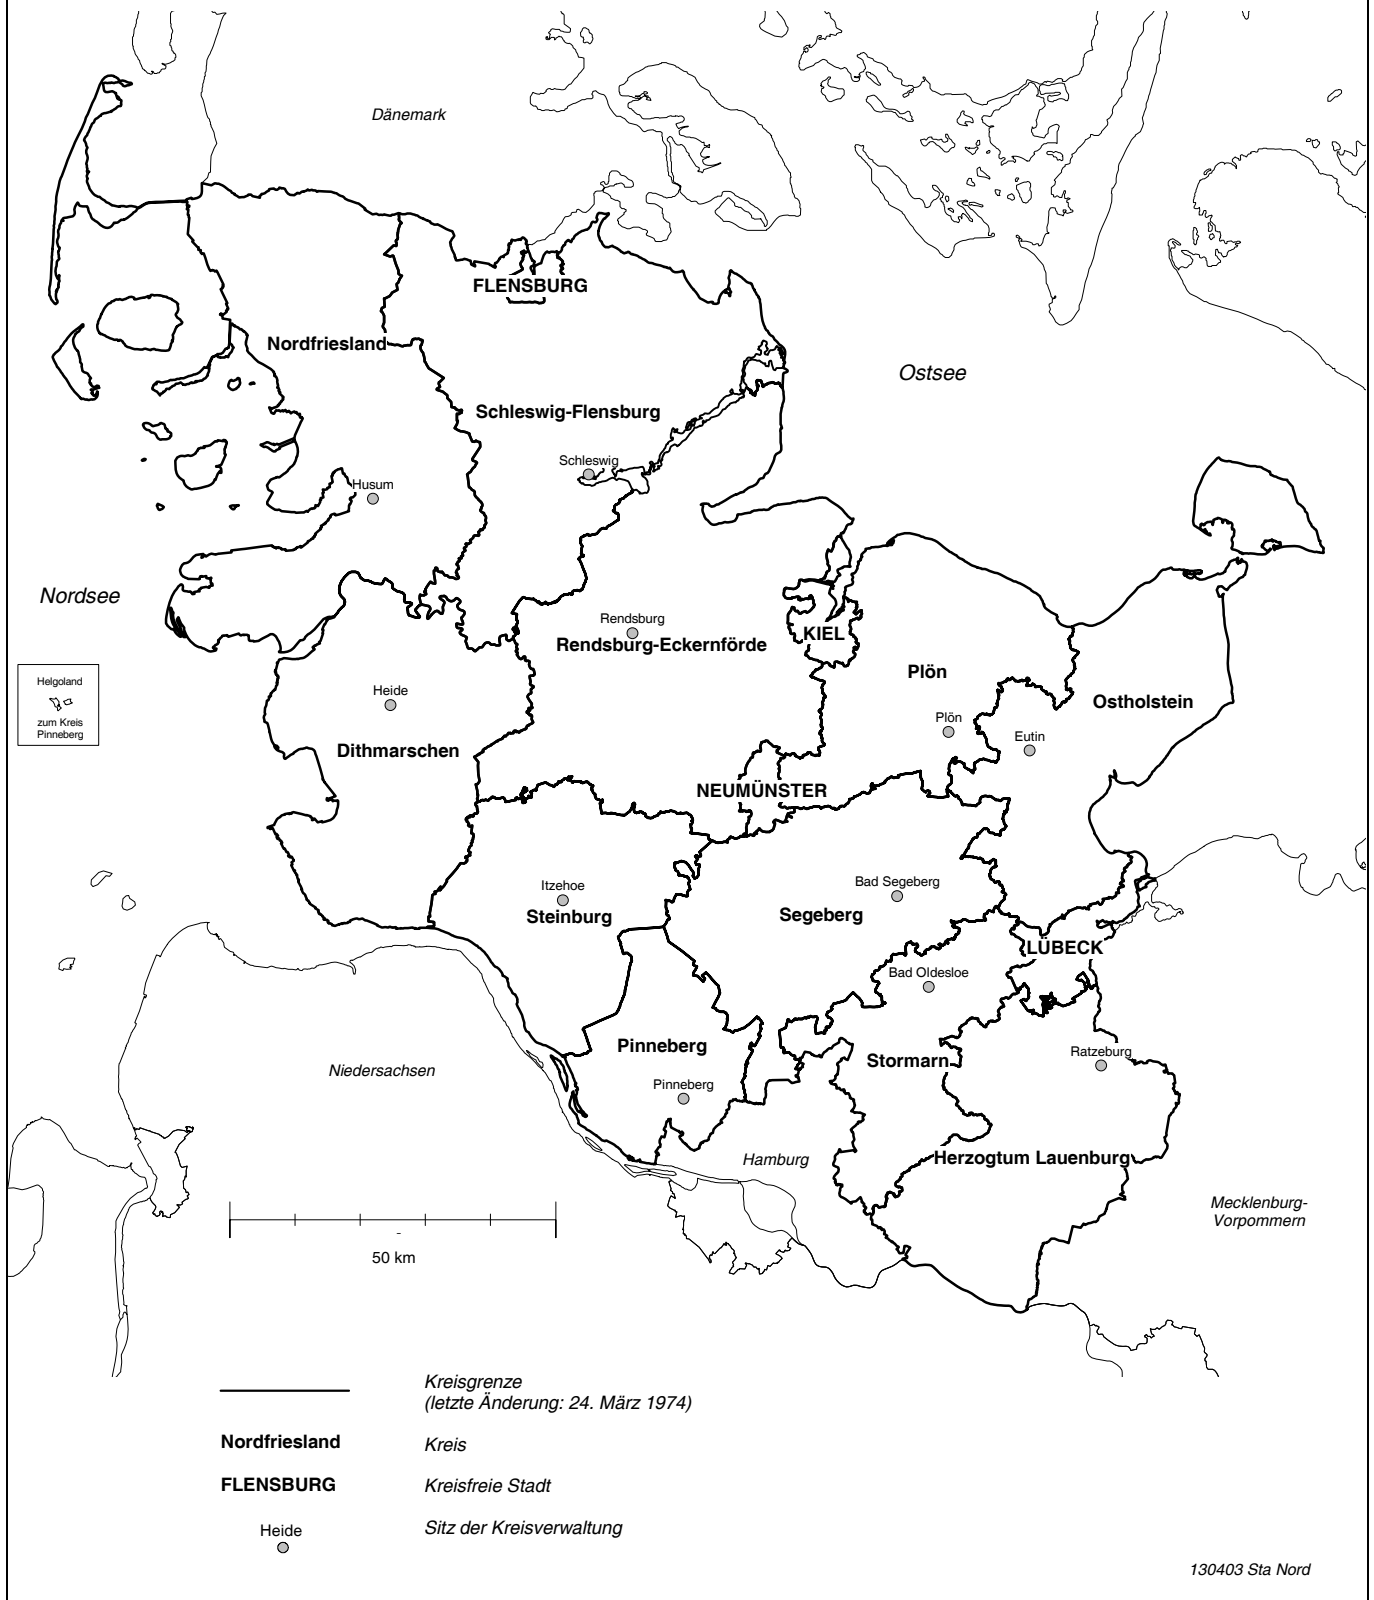 Dänemark
FLENSBURG
Nordfriesland
Ostsee
Schleswig-Flensburg
Schleswig
Husum
Nordsee
Rendsburg
Rendsburg-Eckernförde
KIEL
Plön
Helgoland
zum Kreis
Pinneberg
Heide
Ostholstein
Plön
Eutin
Dithmarschen
NEUMÜNSTER
Itzehoe
Steinburg
Bad Segeberg
Segeberg
LÜBECK
Bad Oldesloe
Pinneberg
Stormarn
Ratzeburg
Niedersachsen
Pinneberg
Hamburg
Herzogtum Lauenburg
Mecklenburg-
Vorpommern
50 km
Kreisgrenze
(letzte Änderung: 24. März 1974)
Nordfriesland
Kreis
FLENSBURG
Kreisfreie Stadt
Heide
Sitz der Kreisverwaltung
130403 Sta Nord